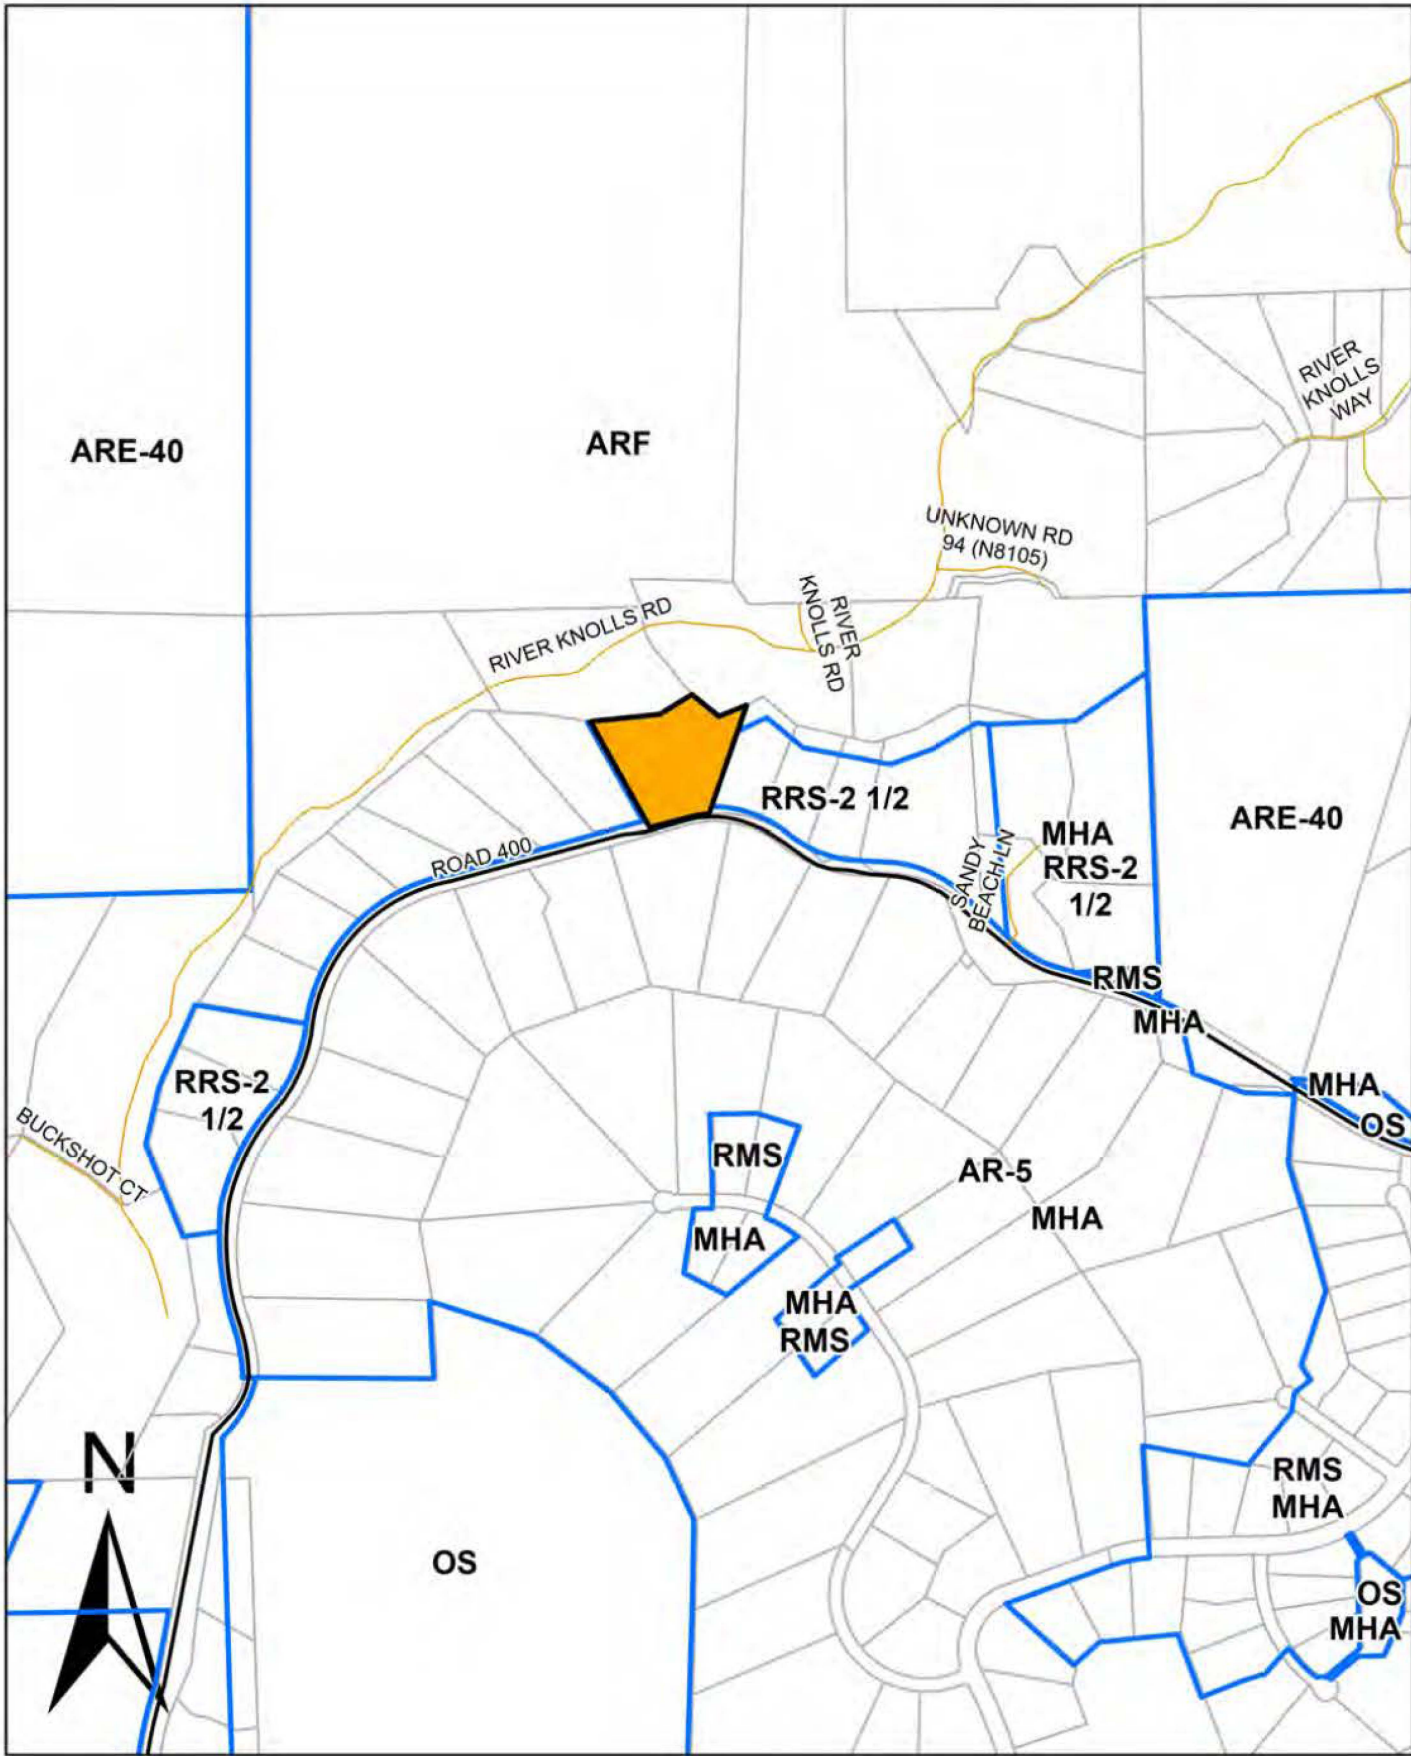 RIVER
KNOLLS
WAY
ARE-40
ARF
UNKNOWN RD
94 (N8105)
RIVER KNOLLS RD
RIVER
KNOLLS RD
RRS-2 1/2
ARE-40
ROAD 400
SANDY
BEACH LN
MHA
RRS-2
1/2
RMS
MHA
RRS-2
1/2
MHA
OS
BUCKSHOT CT
RMS
AR-5
MHA
MHA
MHA
RMS
N
RMS
MHA
OS
OS
MHA